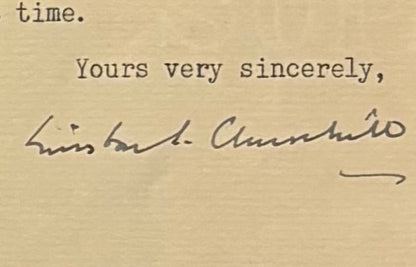 time.
Yours very sincerely,
Winston S. Churchill